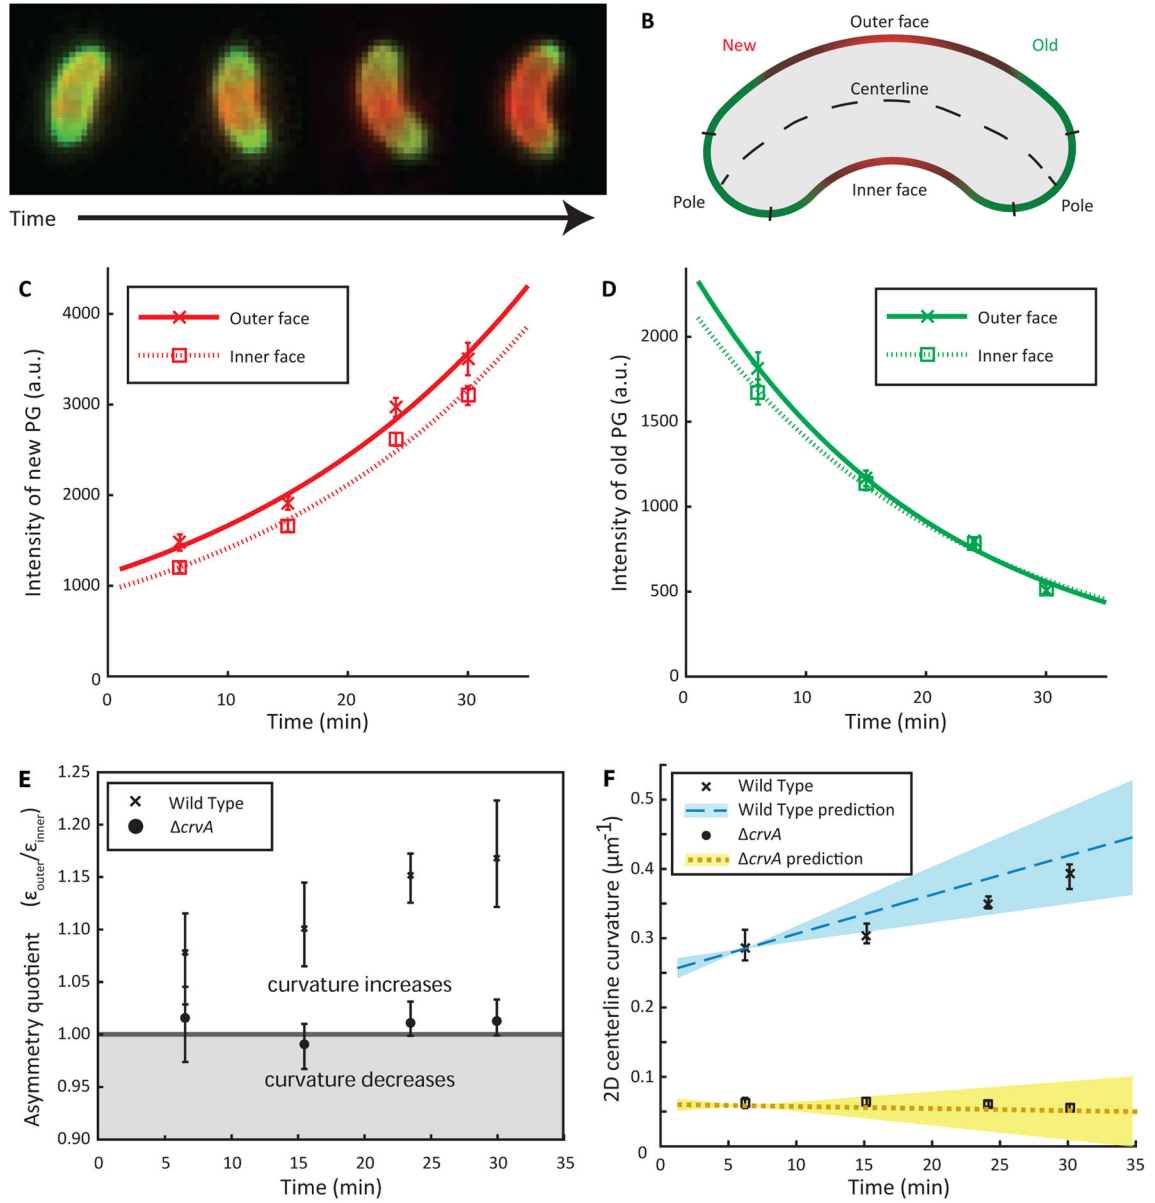 Time
B
Outer face
New
Old
Centerline
Inner face
Pole
Pole
C
Outer face
Inner face
Intensity of new PG (a.u.)
4000
3000
2000
1000
0
0
10
20
30
Time (min)
D
Outer face
Inner face
Intensity of old PG (a.u.)
2000
1500
1000
500
0
0
10
20
30
Time (min)
E
Wild Type
ΔcrvA
Asymmetry quotient (ε_outer/ε_inner)
1.25
1.20
1.15
1.10
1.05
1.00
0.95
0.90
curvature increases
curvature decreases
0
5
10
15
20
25
30
35
Time (min)
F
Wild Type
Wild Type prediction
ΔcrvA
ΔcrvA prediction
2D centerline curvature (μm⁻¹)
0.5
0.4
0.3
0.2
0.1
0
0
5
10
15
20
25
30
35
Time (min)